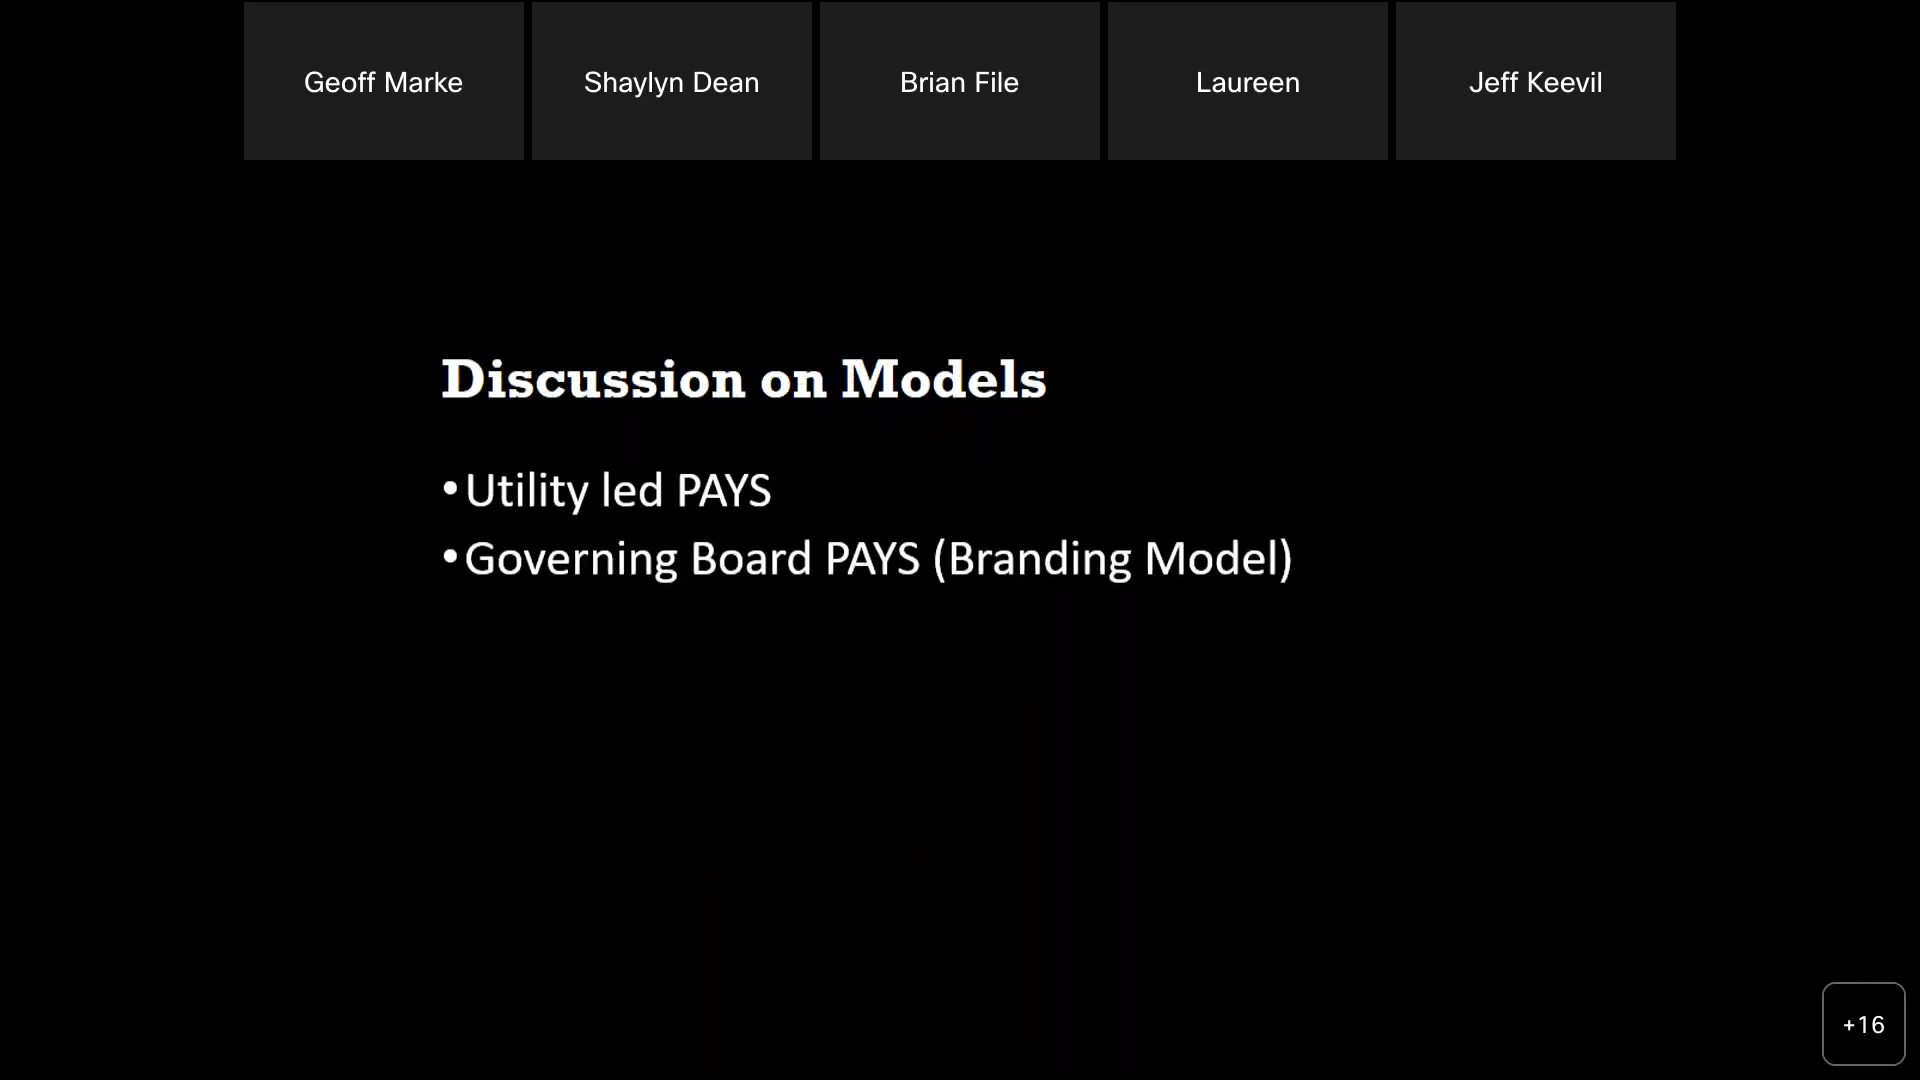 Geoff Marke
Shaylyn Dean
Brian File
Laureen
Jeff Keevil
Discussion on Models
• Utility led PAYS
• Governing Board PAYS (Branding Model)
+16